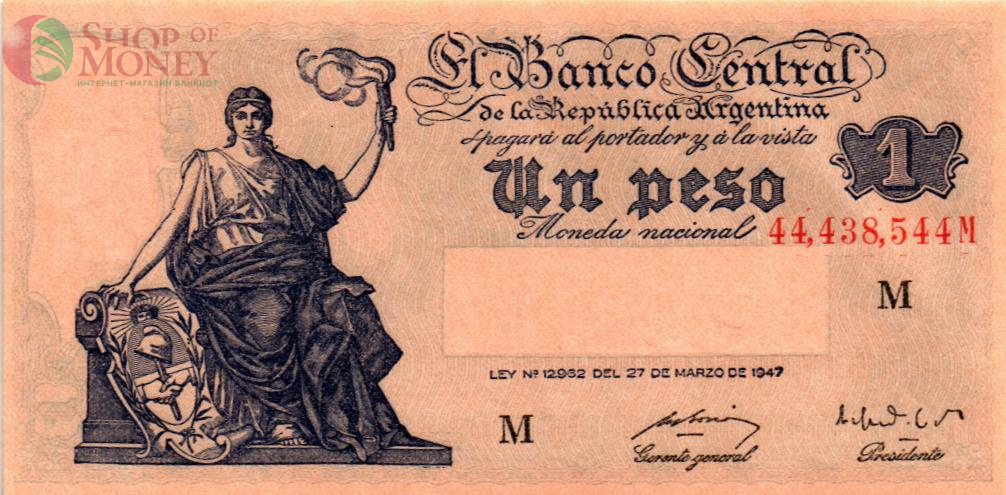 SHOP OF
MONEY
ИНТЕРНЕТ-МАГАЗИН БАНКНОТ
El Banco Central
de la República Argentina
pagará al portador y á la vista
Un peso
1
Moneda nacional 44,438,544 M
M
LEY Nº 12962 DEL 27 DE MARZO DE 1947
M
Gerente general
Presidente